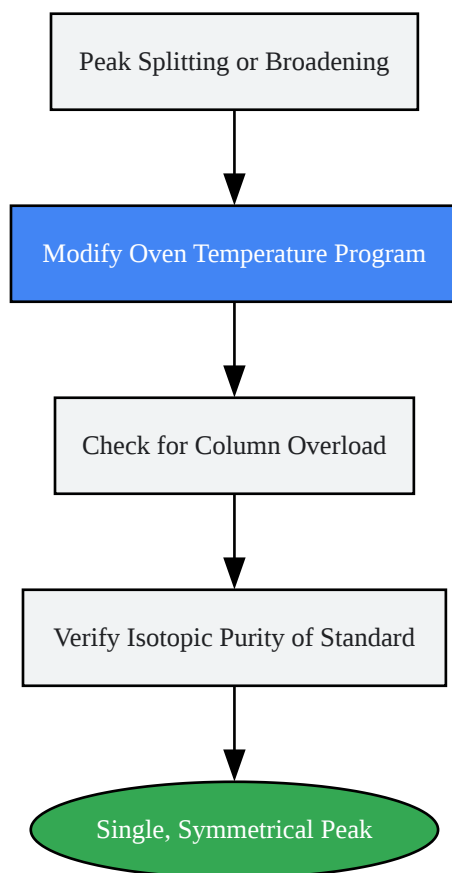 Peak Splitting or Broadening
Modify Oven Temperature Program
Check for Column Overload
Verify Isotopic Purity of Standard
Single, Symmetrical Peak